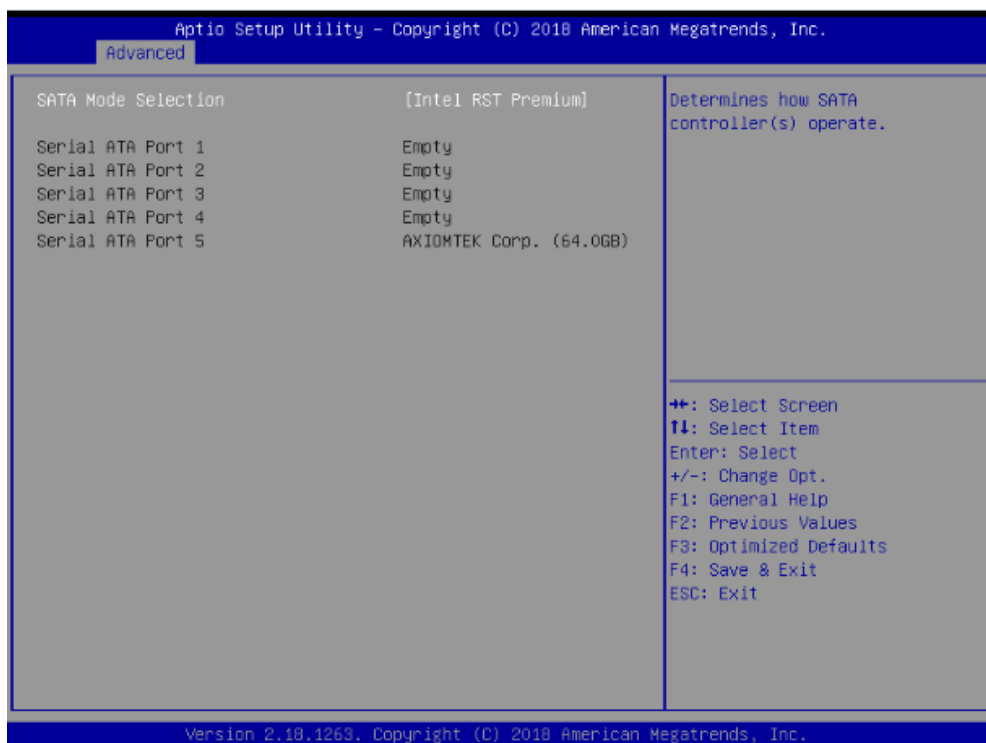 Aptio Setup Utility – Copyright (C) 2018 American Megatrends, Inc.
Advanced
SATA Mode Selection [Intel RST Premium]
Serial ATA Port 1 Empty
Serial ATA Port 2 Empty
Serial ATA Port 3 Empty
Serial ATA Port 4 Empty
Serial ATA Port 5 AXIOMTEK Corp. (64.0GB)
Determines how SATA
controller(s) operate.
→←: Select Screen
↑↓: Select Item
Enter: Select
+/-: Change Opt.
F1: General Help
F2: Previous Values
F3: Optimized Defaults
F4: Save & Exit
ESC: Exit
Version 2.18.1263. Copyright (C) 2018 American Megatrends, Inc.